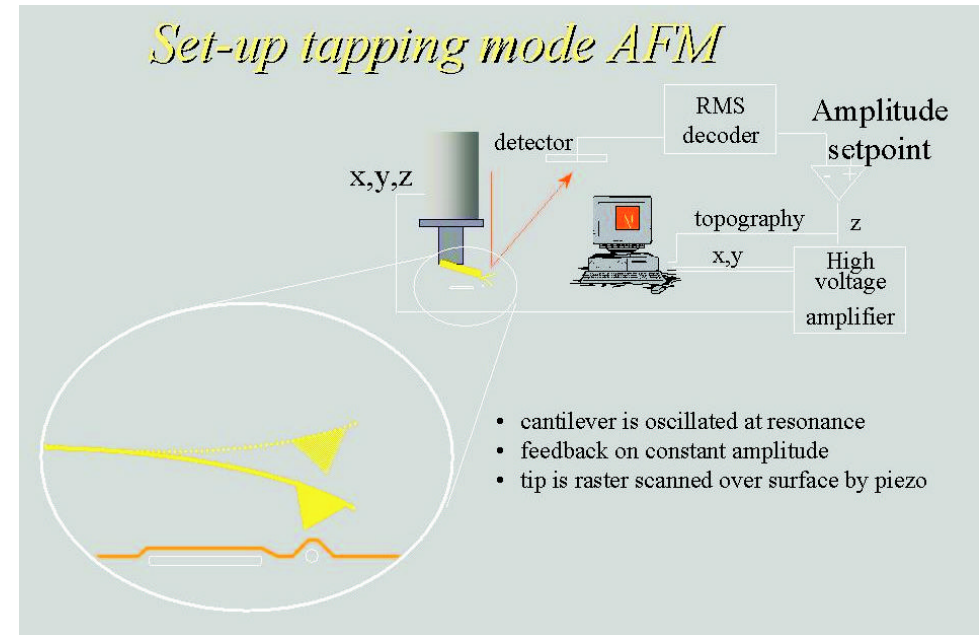 Set-up tapping mode AFM
RMS
decoder
Amplitude
setpoint
detector
x,y,z
- +
topography
z
x,y
High
voltage
amplifier
M
• cantilever is oscillated at resonance
• feedback on constant amplitude
• tip is raster scanned over surface by piezo